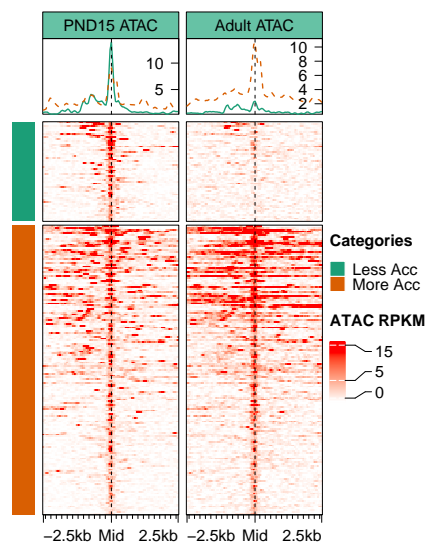 PND15 ATAC Adult ATAC
10
5
10
8
6
4
2
Categories
Less Acc
More Acc
ATAC RPKM
15
5
0
−2.5kb Mid 2.5kb −2.5kb Mid 2.5kb